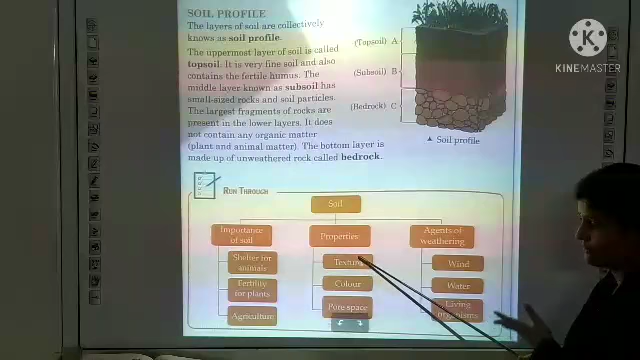 SOIL PROFILE
The layers of soil are collectively
known as soil profile.
The uppermost layer of soil is called
topsoil. It is very fine soil and also
contains the fertile humus. The
middle layer known as subsoil has
small-sized rocks and soil particles.
The largest fragments of rocks are
present in the lower layers. It does
not contain any organic matter
(plant and animal matter). The bottom layer is
made up of unweathered rock called bedrock.
(Topsoil) A
(Subsoil) B
(Bedrock) C
▲ Soil profile
KINEMASTER
RUN THROUGH
Soil
Importance
of soil
Properties
Agents of
weathering
Shelter for
animals
Texture
Wind
Fertility
for plants
Colour
Water
Agriculture
Pore space
Living
organisms